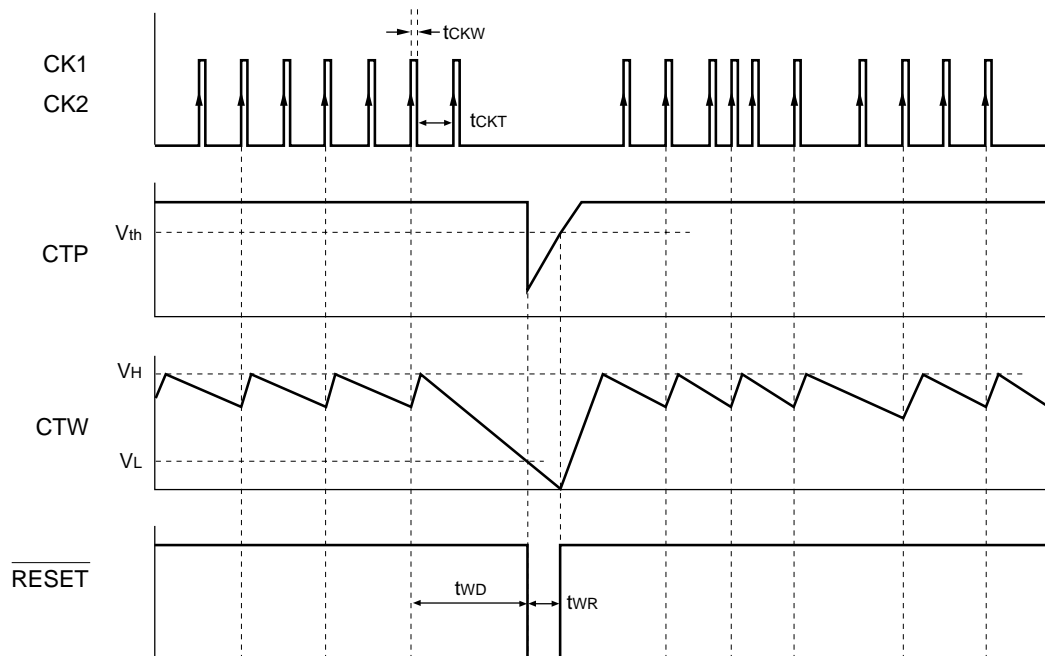 tCKW
CK1
CK2
tCKT
Vth
CTP
VH
CTW
VL
RESET
tWD
tWR